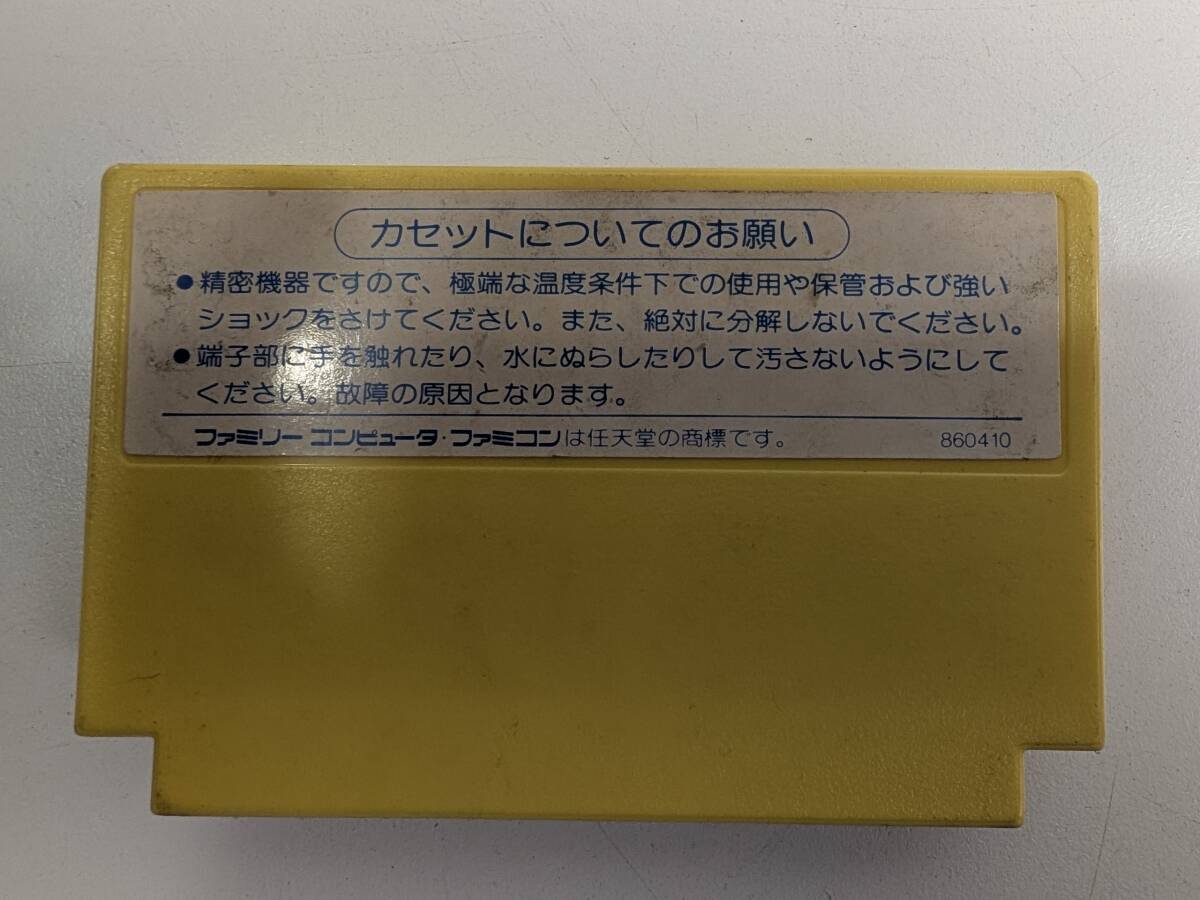 カセットについてのお願い
●精密機器ですので、極端な温度条件下での使用や保管および強い
ショックをさけてください。また、絶対に分解しないでください。
●端子部に手を触れたり、水にぬらしたりして汚さないようにして
ください。故障の原因となります。
ファミリー コンピュータ・ファミコンは任天堂の商標です。 860410